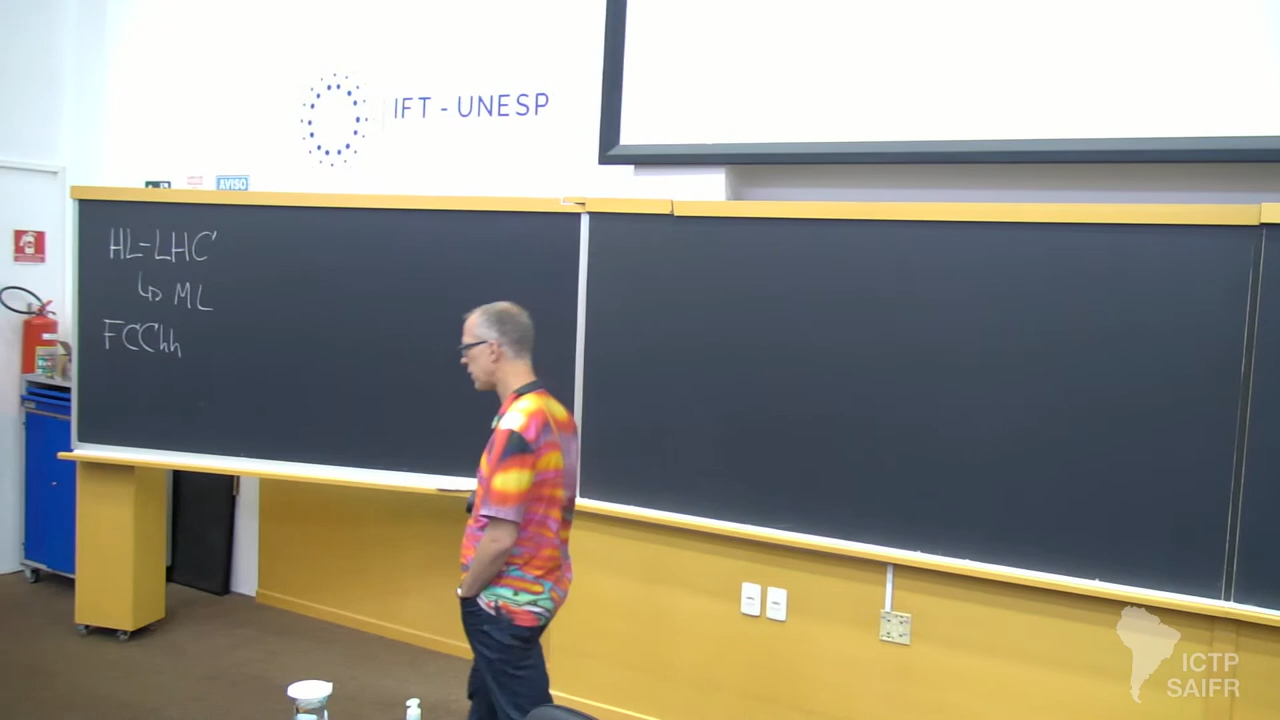 IFT - UNESP
AVISO
HL-LHC
↳ ML
FCChh
ICTP
SAIFR